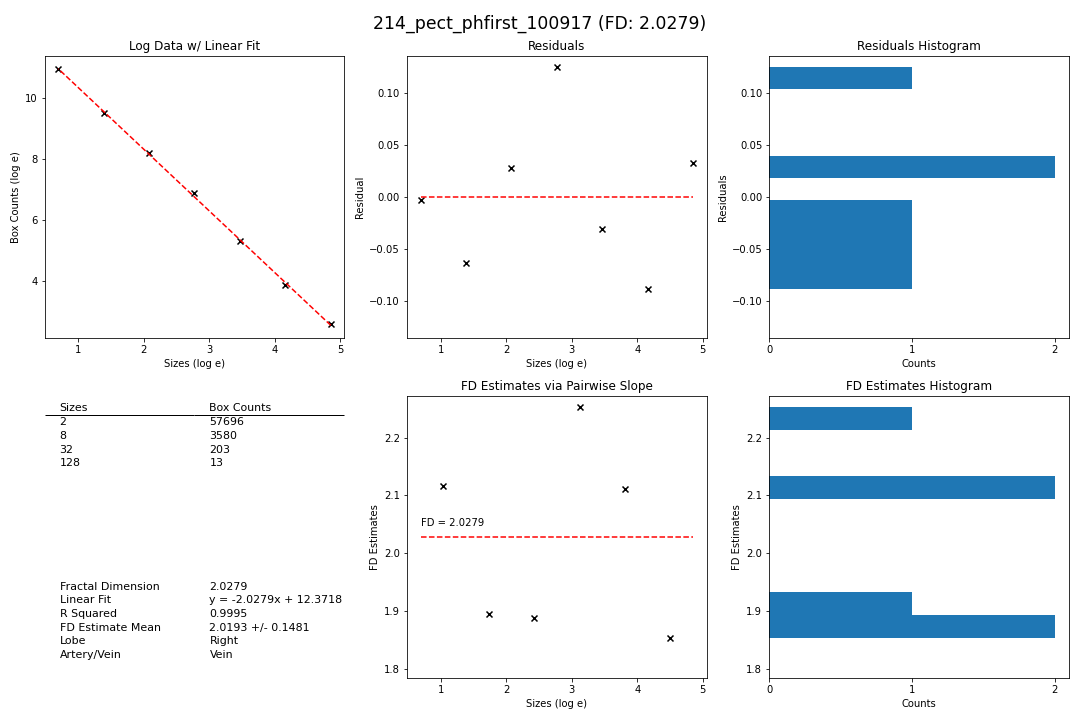 214_pect_phfirst_100917 (FD: 2.0279)
Log Data w/ Linear Fit
Box Counts (log e)
10
8
6
4
1
2
3
4
5
Sizes (log e)
Residuals
Residual
0.10
0.05
0.00
−0.05
−0.10
1
2
3
4
5
Sizes (log e)
Residuals Histogram
Residuals
0.10
0.05
0.00
−0.05
−0.10
0
1
2
Counts
Sizes Box Counts
2 57696
8 3580
32 203
128 13
Fractal Dimension 2.0279
Linear Fit y = -2.0279x + 12.3718
R Squared 0.9995
FD Estimate Mean 2.0193 +/- 0.1481
Lobe Right
Artery/Vein Vein
FD Estimates via Pairwise Slope
FD Estimates
2.2
2.1
2.0
1.9
1.8
FD = 2.0279
1
2
3
4
5
Sizes (log e)
FD Estimates Histogram
FD Estimates
2.2
2.1
2.0
1.9
1.8
0
1
2
Counts